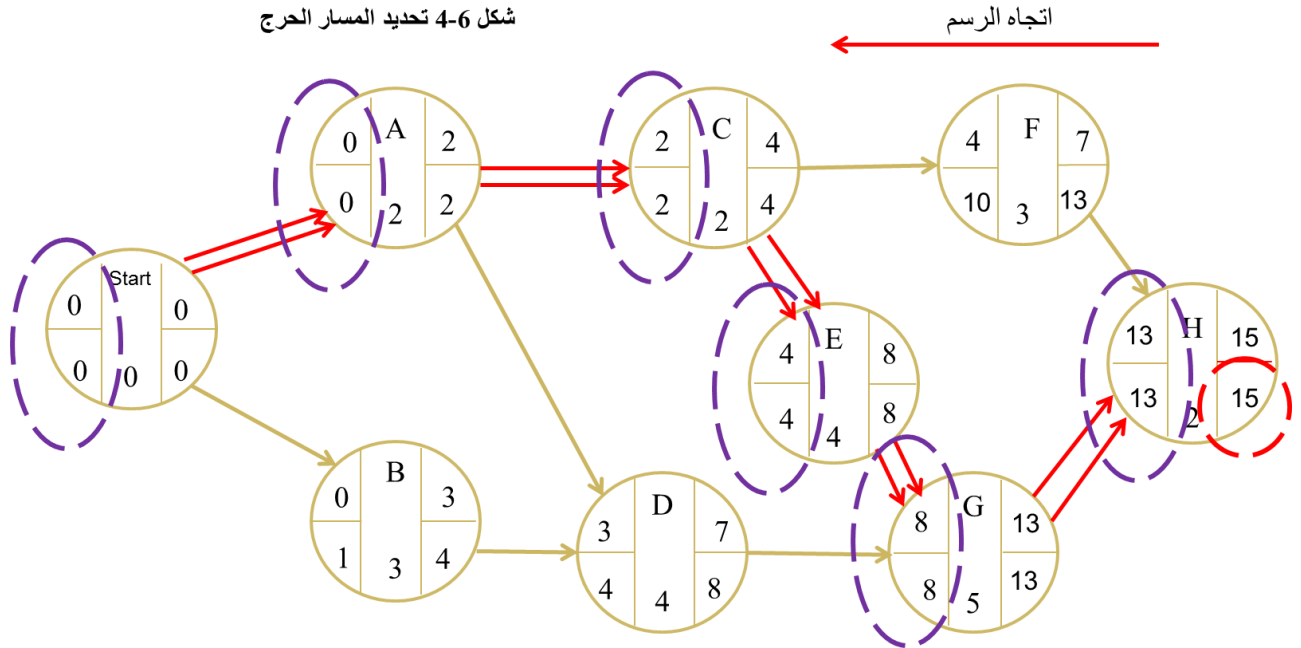 شكل 6-4 تحديد المسار الحرج
اتجاه الرسم
0 A 2
0 2 2
2 C 4
2 2 4
4 F 7
10 3 13
Start
0 0
0 0 0
4 E 8
4 4 8
13 H 15
13 2 15
0 B 3
1 3 4
3 D 7
4 4 8
8 G 13
8 5 13